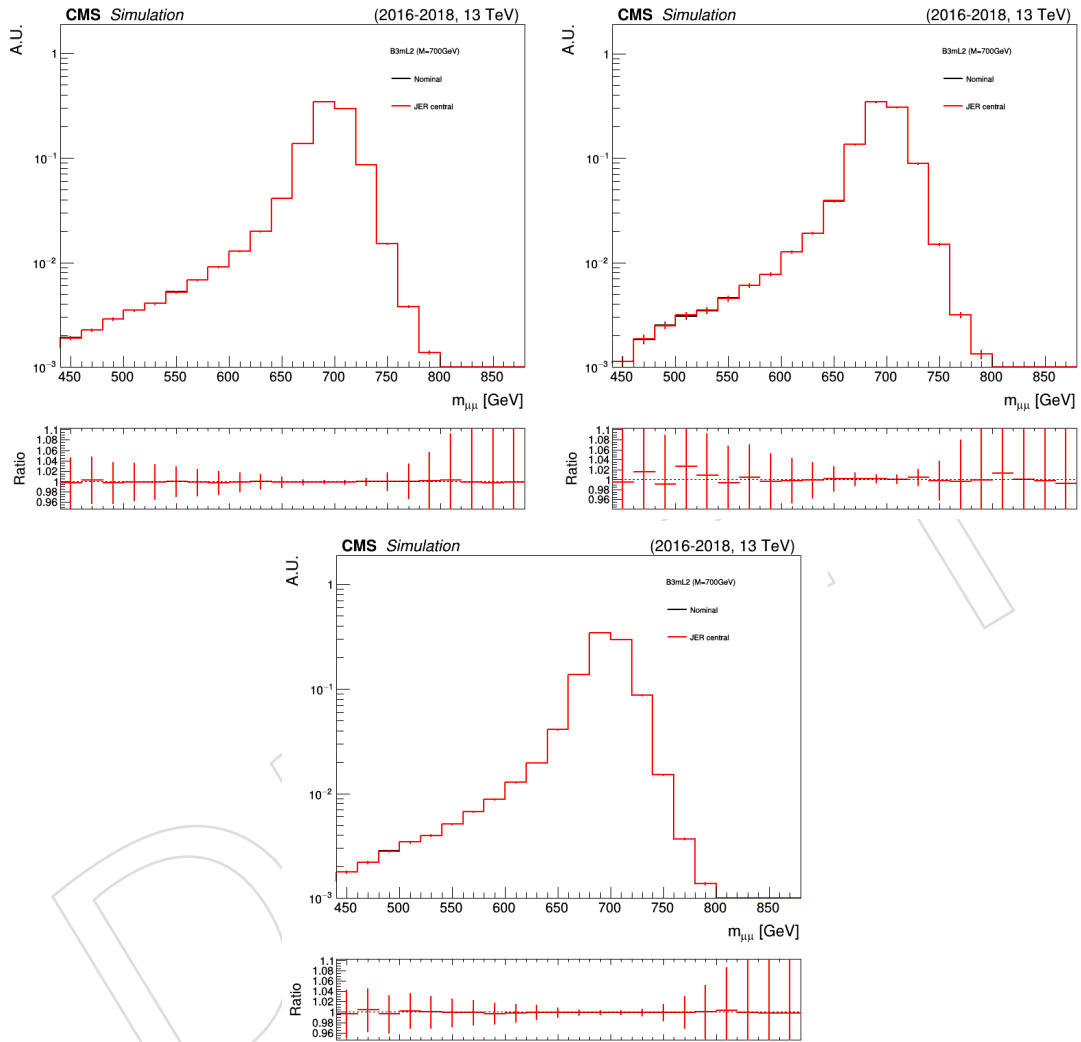 CMS Simulation (2016-2018, 13 TeV)
A.U.
B3mL2 (M=700GeV)
Nominal
JER central
1
10−1
10−2
10−3
450 500 550 600 650 700 750 800 850
mμμ [GeV]
Ratio
1.1
1.08
1.06
1.04
1.02
1
0.98
0.96
CMS Simulation (2016-2018, 13 TeV)
A.U.
B3mL2 (M=700GeV)
Nominal
JER central
1
10−1
10−2
10−3
450 500 550 600 650 700 750 800 850
mμμ [GeV]
Ratio
1.1
1.08
1.06
1.04
1.02
1
0.98
0.96
CMS Simulation (2016-2018, 13 TeV)
A.U.
B3mL2 (M=700GeV)
Nominal
JER central
1
10−1
10−2
10−3
450 500 550 600 650 700 750 800 850
mμμ [GeV]
Ratio
1.1
1.08
1.06
1.04
1.02
1
0.98
0.96